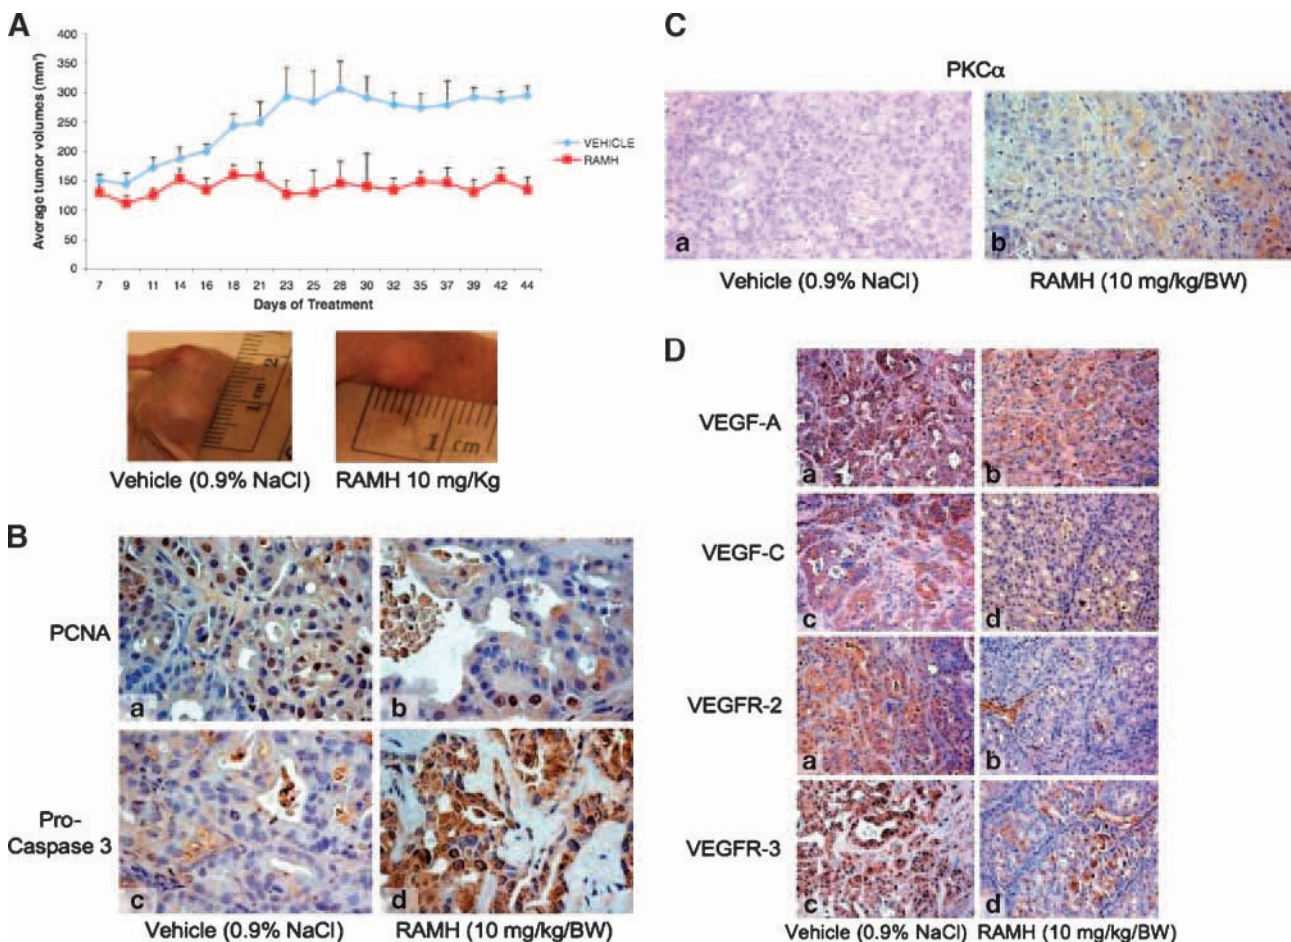 A
Average tumor volumes (mm³)
400
350
300
250
200
150
100
50
0
7 9 11 14 16 18 21 23 25 28 30 32 35 37 39 42 44
Days of Treatment
VEHICLE
RAMH
1 cm 2
1 cm
Vehicle (0.9% NaCl) RAMH 10 mg/Kg
B
PCNA
a b
Pro-
Caspase 3
c d
Vehicle (0.9% NaCl) RAMH (10 mg/kg/BW)
C
PKCα
a b
Vehicle (0.9% NaCl) RAMH (10 mg/kg/BW)
D
VEGF-A
a b
VEGF-C
c d
VEGFR-2
a b
VEGFR-3
c d
Vehicle (0.9% NaCl) RAMH (10 mg/kg/BW)